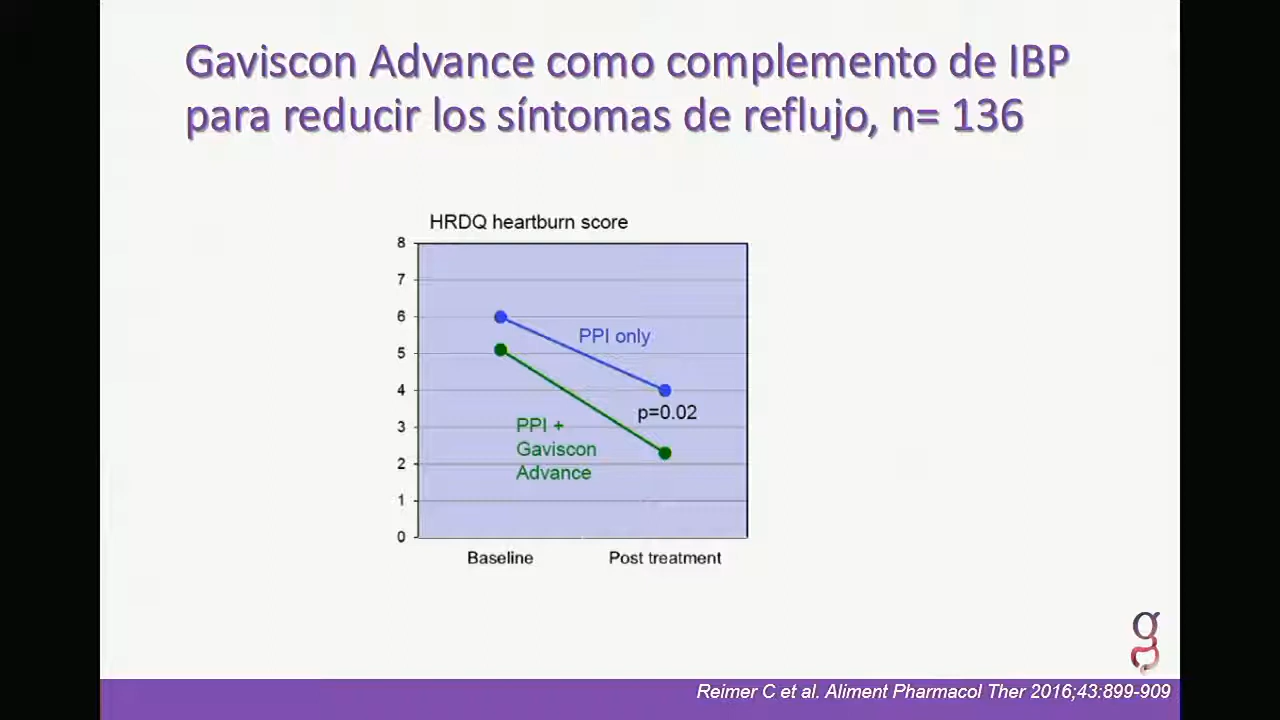 Gaviscon Advance como complemento de IBP
para reducir los síntomas de reflujo, n= 136
HRDQ heartburn score
8
7
6
5
4
3
2
1
0
PPI only
p=0.02
PPI +
Gaviscon
Advance
Baseline
Post treatment
Reimer C et al. Aliment Pharmacol Ther 2016;43:899-909